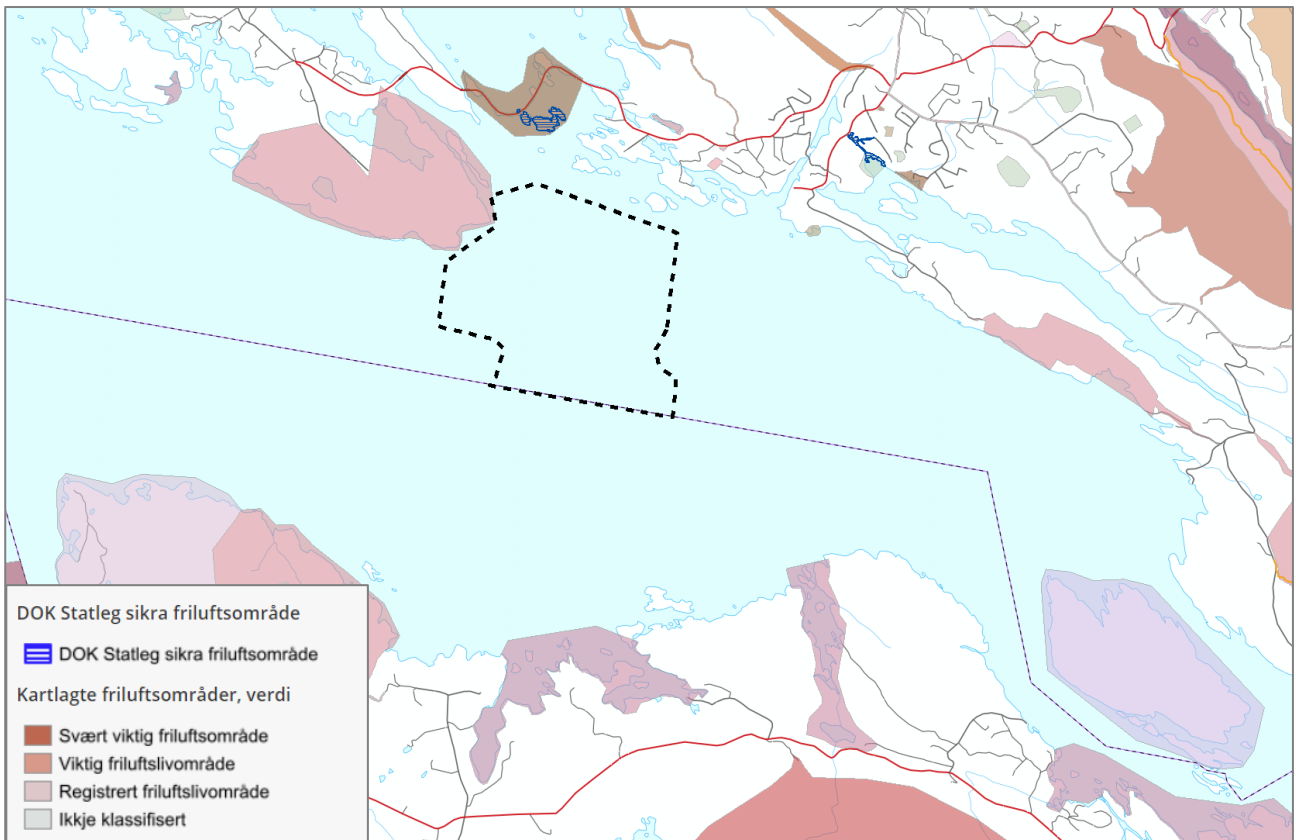 DOK Statleg sikra friluftsområde
DOK Statleg sikra friluftsområde
Kartlagte friluftsområder, verdi
Svært viktig friluftsområde
Viktig friluftslivområde
Registrert friluftslivområde
Ikkje klassifisert